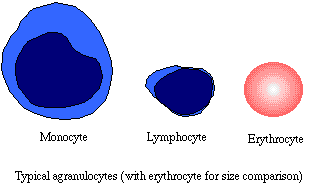 Monocyte Lymphocyte Erythrocyte
Typical agranulocytes (with erythrocyte for size comparison)